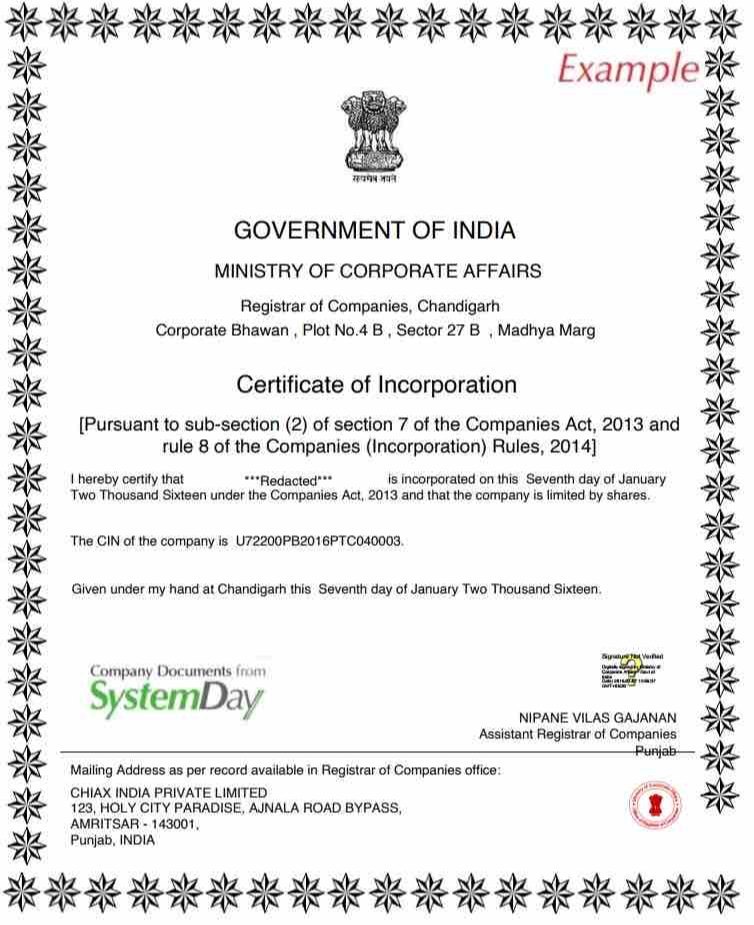 Example
सत्यमेव जयते
GOVERNMENT OF INDIA
MINISTRY OF CORPORATE AFFAIRS
Registrar of Companies, Chandigarh
Corporate Bhawan , Plot No.4 B , Sector 27 B , Madhya Marg
Certificate of Incorporation
[Pursuant to sub-section (2) of section 7 of the Companies Act, 2013 and
rule 8 of the Companies (Incorporation) Rules, 2014]
I hereby certify that ***Redacted*** is incorporated on this Seventh day of January
Two Thousand Sixteen under the Companies Act, 2013 and that the company is limited by shares.
The CIN of the company is U72200PB2016PTC040003.
Given under my hand at Chandigarh this Seventh day of January Two Thousand Sixteen.
Company Documents from
SystemDay
Signature Not Verified
NIPANE VILAS GAJANAN
Assistant Registrar of Companies
Punjab
Mailing Address as per record available in Registrar of Companies office:
CHIAX INDIA PRIVATE LIMITED
123, HOLY CITY PARADISE, AJNALA ROAD BYPASS,
AMRITSAR - 143001,
Punjab, INDIA